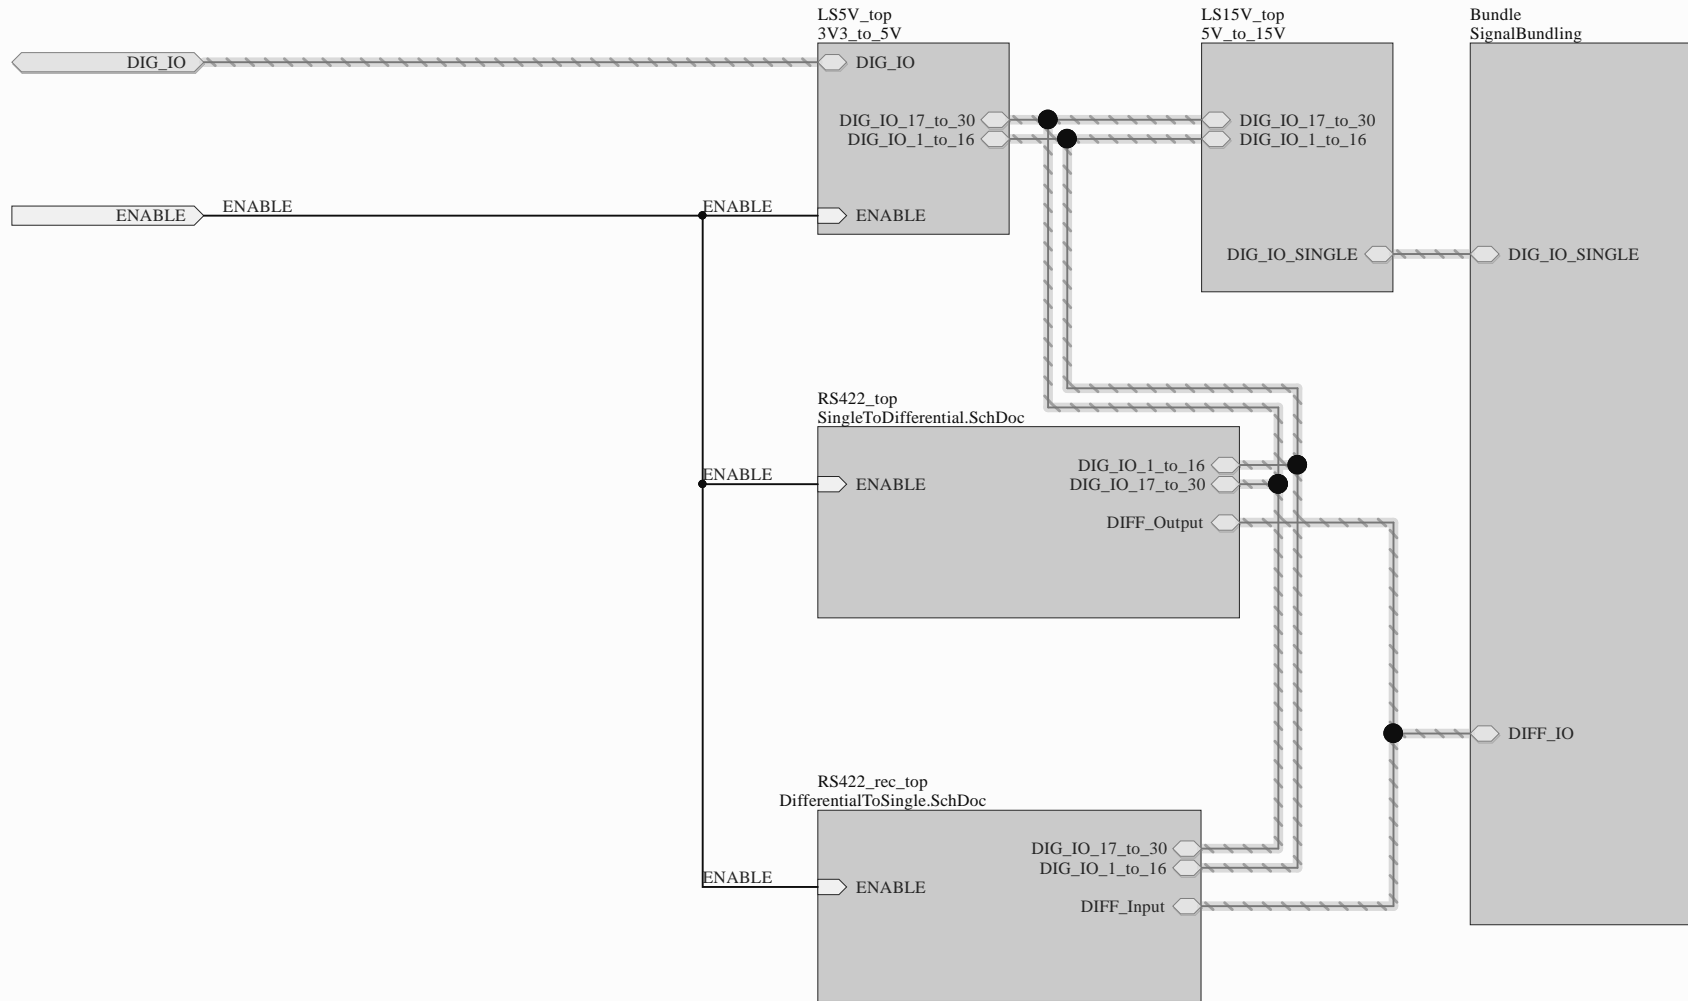 LS5V_top
3V3_to_5V
LS15V_top
5V_to_15V
Bundle
SignalBundling
DIG_IO
DIG_IO
DIG_IO_17_to_30
DIG_IO_1_to_16
DIG_IO_17_to_30
DIG_IO_1_to_16
ENABLE
ENABLE
ENABLE
ENABLE
DIG_IO_SINGLE
DIG_IO_SINGLE
RS422_top
SingleToDifferential.SchDoc
ENABLE
ENABLE
DIG_IO_1_to_16
DIG_IO_17_to_30
DIFF_Output
DIFF_IO
RS422_rec_top
DifferentialToSingle.SchDoc
DIG_IO_17_to_30
DIG_IO_1_to_16
ENABLE
ENABLE
DIFF_Input